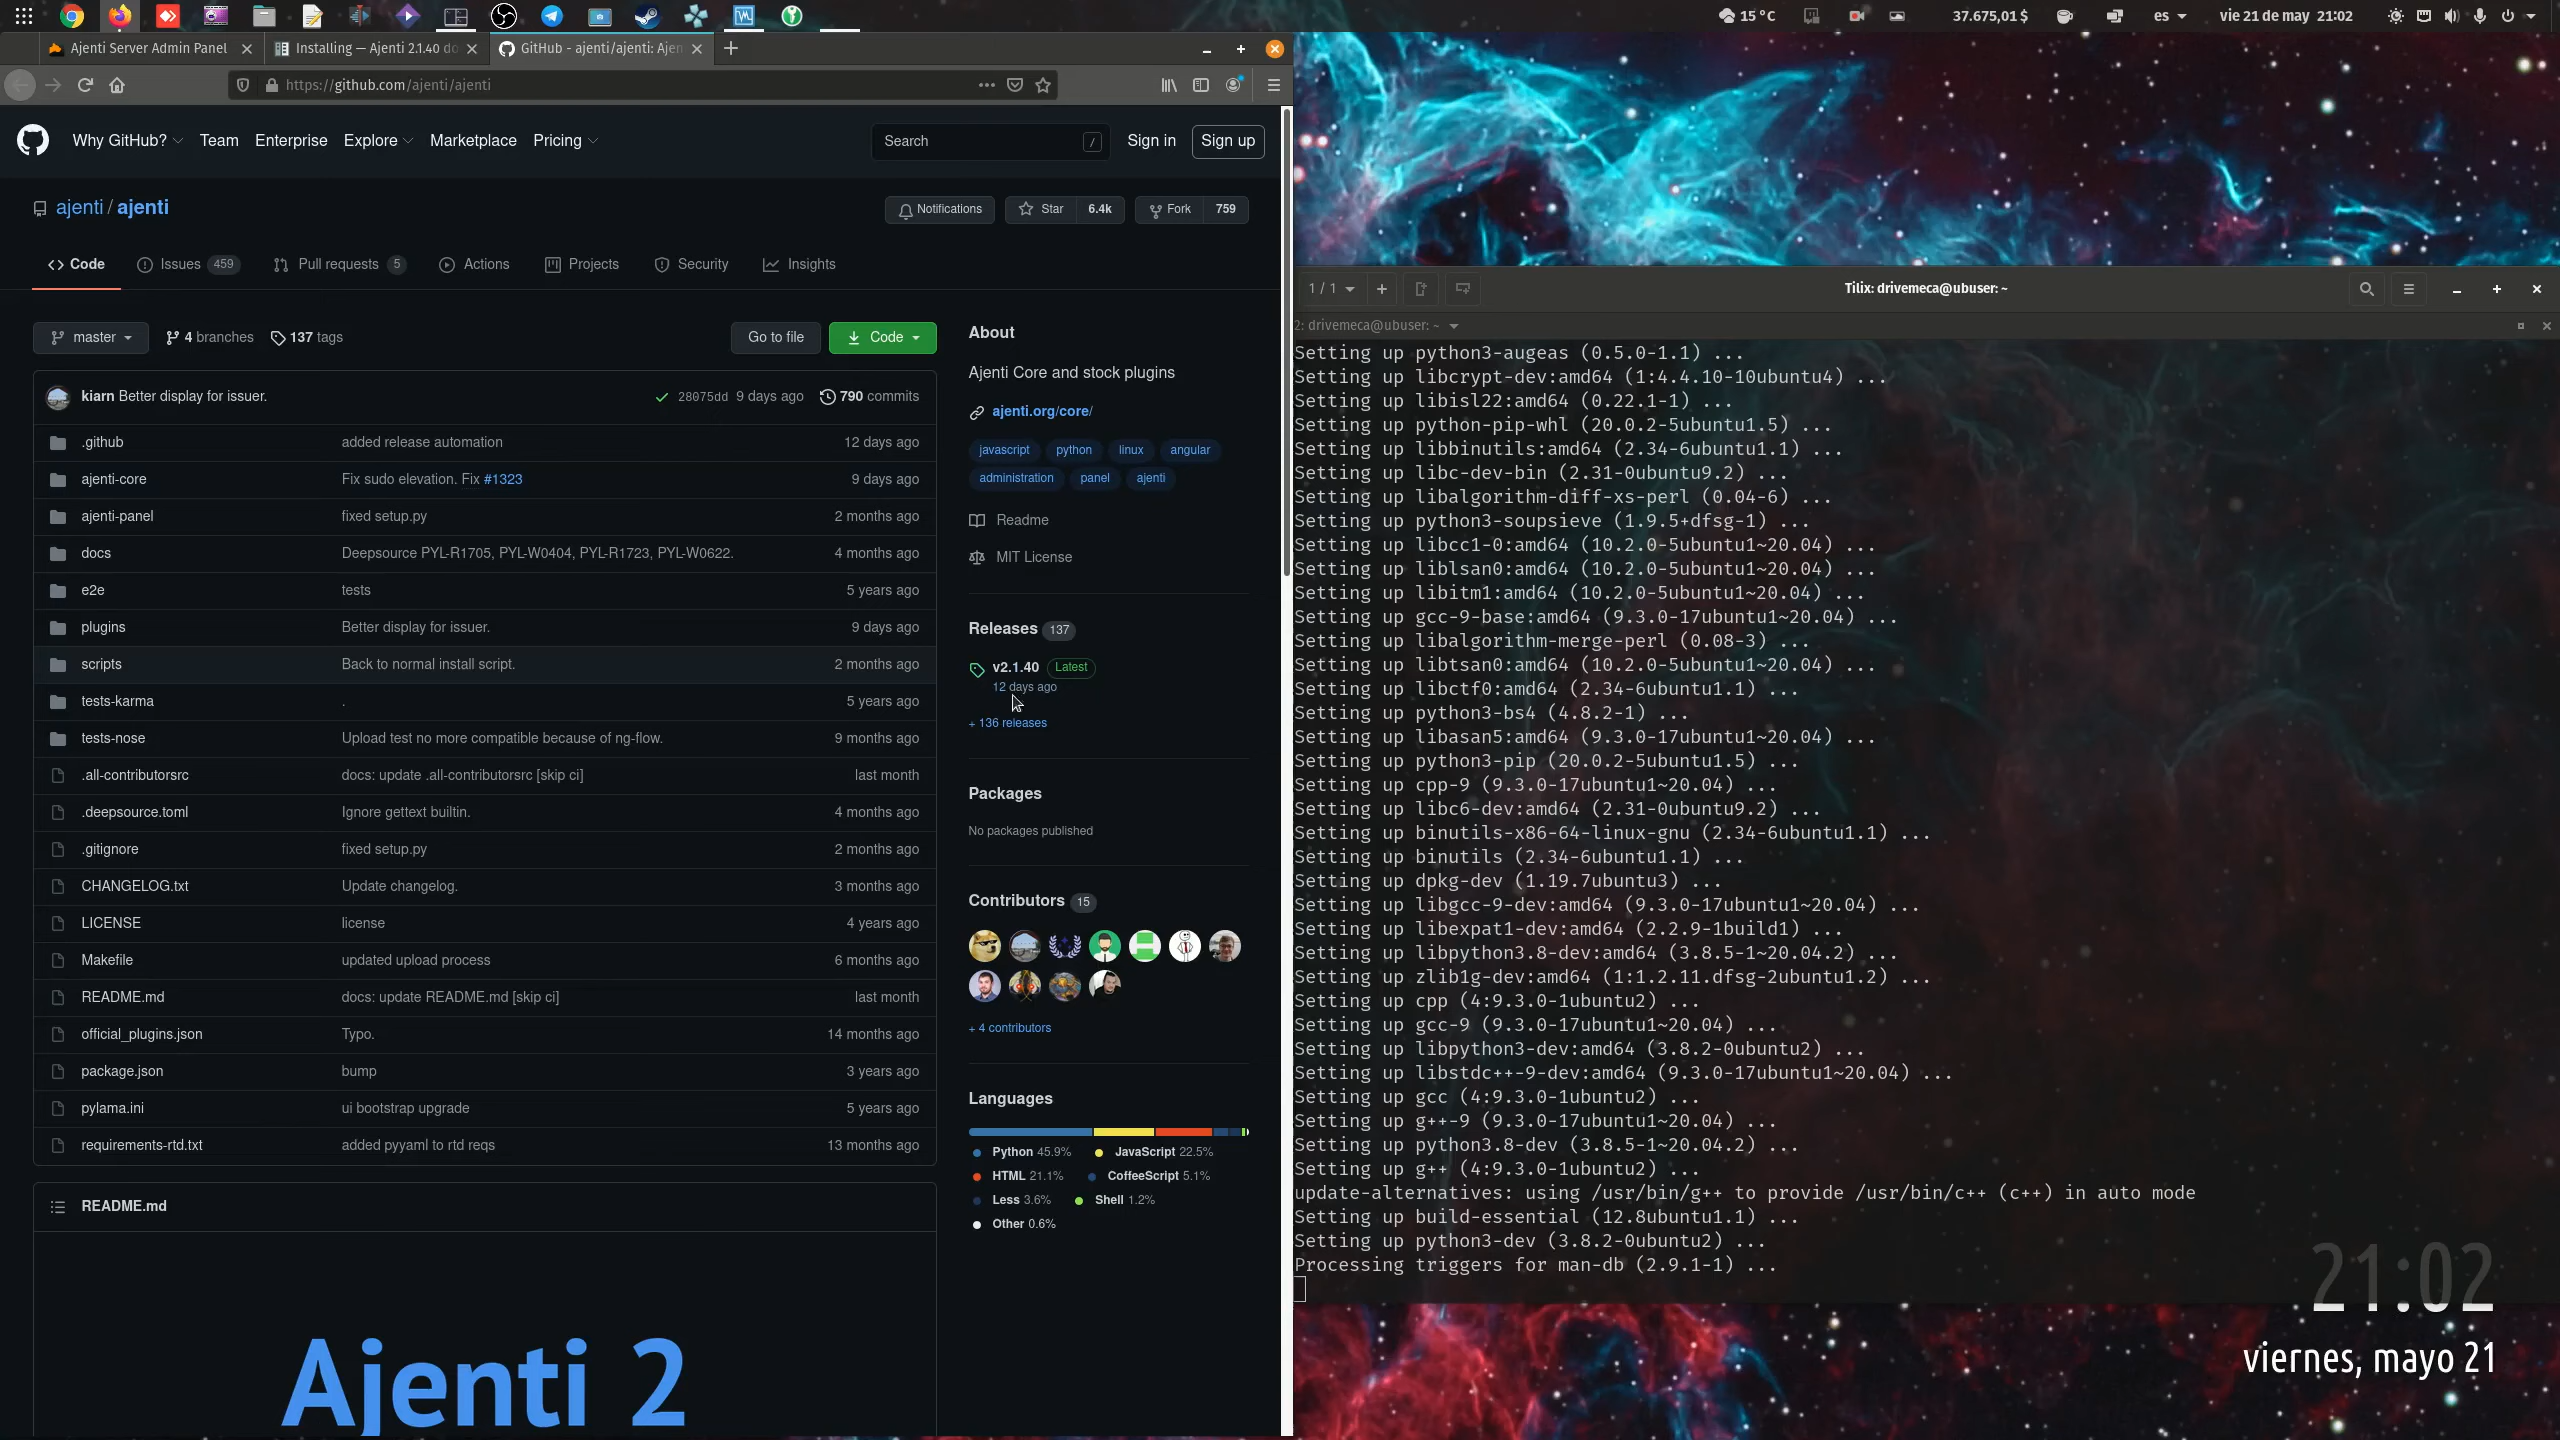 15 °C
37.675,01 $
es
vie 21 de may 21:02
Ajenti Server Admin Panel
Installing — Ajenti 2.1.40 do
GitHub - ajenti/ajenti: Ajen
https://github.com/ajenti/ajenti
Why GitHub?
Team
Enterprise
Explore
Marketplace
Pricing
Search
/
Sign in
Sign up
ajenti / ajenti
Notifications
Star
6.4k
Fork
759
Code
Issues 459
Pull requests 5
Actions
Projects
Security
Insights
master
4 branches
137 tags
Go to file
Code
kiarn Better display for issuer.
28075dd 9 days ago
790 commits
.github
added release automation
12 days ago
ajenti-core
Fix sudo elevation. Fix #1323
9 days ago
ajenti-panel
fixed setup.py
2 months ago
docs
Deepsource PYL-R1705, PYL-W0404, PYL-R1723, PYL-W0622.
4 months ago
e2e
tests
5 years ago
plugins
Better display for issuer.
9 days ago
scripts
Back to normal install script.
2 months ago
tests-karma
.
5 years ago
tests-nose
Upload test no more compatible because of ng-flow.
9 months ago
.all-contributorsrc
docs: update .all-contributorsrc [skip ci]
last month
.deepsource.toml
Ignore gettext builtin.
4 months ago
.gitignore
fixed setup.py
2 months ago
CHANGELOG.txt
Update changelog.
3 months ago
LICENSE
license
4 years ago
Makefile
updated upload process
6 months ago
README.md
docs: update README.md [skip ci]
last month
official_plugins.json
Typo.
14 months ago
package.json
bump
3 years ago
pylama.ini
ui bootstrap upgrade
5 years ago
requirements-rtd.txt
added pyyaml to rtd reqs
13 months ago
README.md
Ajenti 2
About
Ajenti Core and stock plugins
ajenti.org/core/
javascript python linux angular
administration panel ajenti
Readme
MIT License
Releases 137
v2.1.40 Latest
12 days ago
+ 136 releases
Packages
No packages published
Contributors 15
+ 4 contributors
Languages
Python 45.9% JavaScript 22.5%
HTML 21.1% CoffeeScript 5.1%
Less 3.6% Shell 1.2%
Other 0.6%
1 / 1
Tilix: drivemeca@ubuser: ~
2: drivemeca@ubuser: ~
Setting up python3-augeas (0.5.0-1.1) ...
Setting up libcrypt-dev:amd64 (1:4.4.10-10ubuntu4) ...
Setting up libisl22:amd64 (0.22.1-1) ...
Setting up python-pip-whl (20.0.2-5ubuntu1.5) ...
Setting up libbinutils:amd64 (2.34-6ubuntu1.1) ...
Setting up libc-dev-bin (2.31-0ubuntu9.2) ...
Setting up libalgorithm-diff-xs-perl (0.04-6) ...
Setting up python3-soupsieve (1.9.5+dfsg-1) ...
Setting up libcc1-0:amd64 (10.2.0-5ubuntu1~20.04) ...
Setting up liblsan0:amd64 (10.2.0-5ubuntu1~20.04) ...
Setting up libitm1:amd64 (10.2.0-5ubuntu1~20.04) ...
Setting up gcc-9-base:amd64 (9.3.0-17ubuntu1~20.04) ...
Setting up libalgorithm-merge-perl (0.08-3) ...
Setting up libtsan0:amd64 (10.2.0-5ubuntu1~20.04) ...
Setting up libctf0:amd64 (2.34-6ubuntu1.1) ...
Setting up python3-bs4 (4.8.2-1) ...
Setting up libasan5:amd64 (9.3.0-17ubuntu1~20.04) ...
Setting up python3-pip (20.0.2-5ubuntu1.5) ...
Setting up cpp-9 (9.3.0-17ubuntu1~20.04) ...
Setting up libc6-dev:amd64 (2.31-0ubuntu9.2) ...
Setting up binutils-x86-64-linux-gnu (2.34-6ubuntu1.1) ...
Setting up binutils (2.34-6ubuntu1.1) ...
Setting up dpkg-dev (1.19.7ubuntu3) ...
Setting up libgcc-9-dev:amd64 (9.3.0-17ubuntu1~20.04) ...
Setting up libexpat1-dev:amd64 (2.2.9-1build1) ...
Setting up libpython3.8-dev:amd64 (3.8.5-1~20.04.2) ...
Setting up zlib1g-dev:amd64 (1:1.2.11.dfsg-2ubuntu1.2) ...
Setting up cpp (4:9.3.0-1ubuntu2) ...
Setting up gcc-9 (9.3.0-17ubuntu1~20.04) ...
Setting up libpython3-dev:amd64 (3.8.2-0ubuntu2) ...
Setting up libstdc++-9-dev:amd64 (9.3.0-17ubuntu1~20.04) ...
Setting up gcc (4:9.3.0-1ubuntu2) ...
Setting up g++-9 (9.3.0-17ubuntu1~20.04) ...
Setting up python3.8-dev (3.8.5-1~20.04.2) ...
Setting up g++ (4:9.3.0-1ubuntu2) ...
update-alternatives: using /usr/bin/g++ to provide /usr/bin/c++ (c++) in auto mode
Setting up build-essential (12.8ubuntu1.1) ...
Setting up python3-dev (3.8.2-0ubuntu2) ...
Processing triggers for man-db (2.9.1-1) ...
21:02
viernes, mayo 21